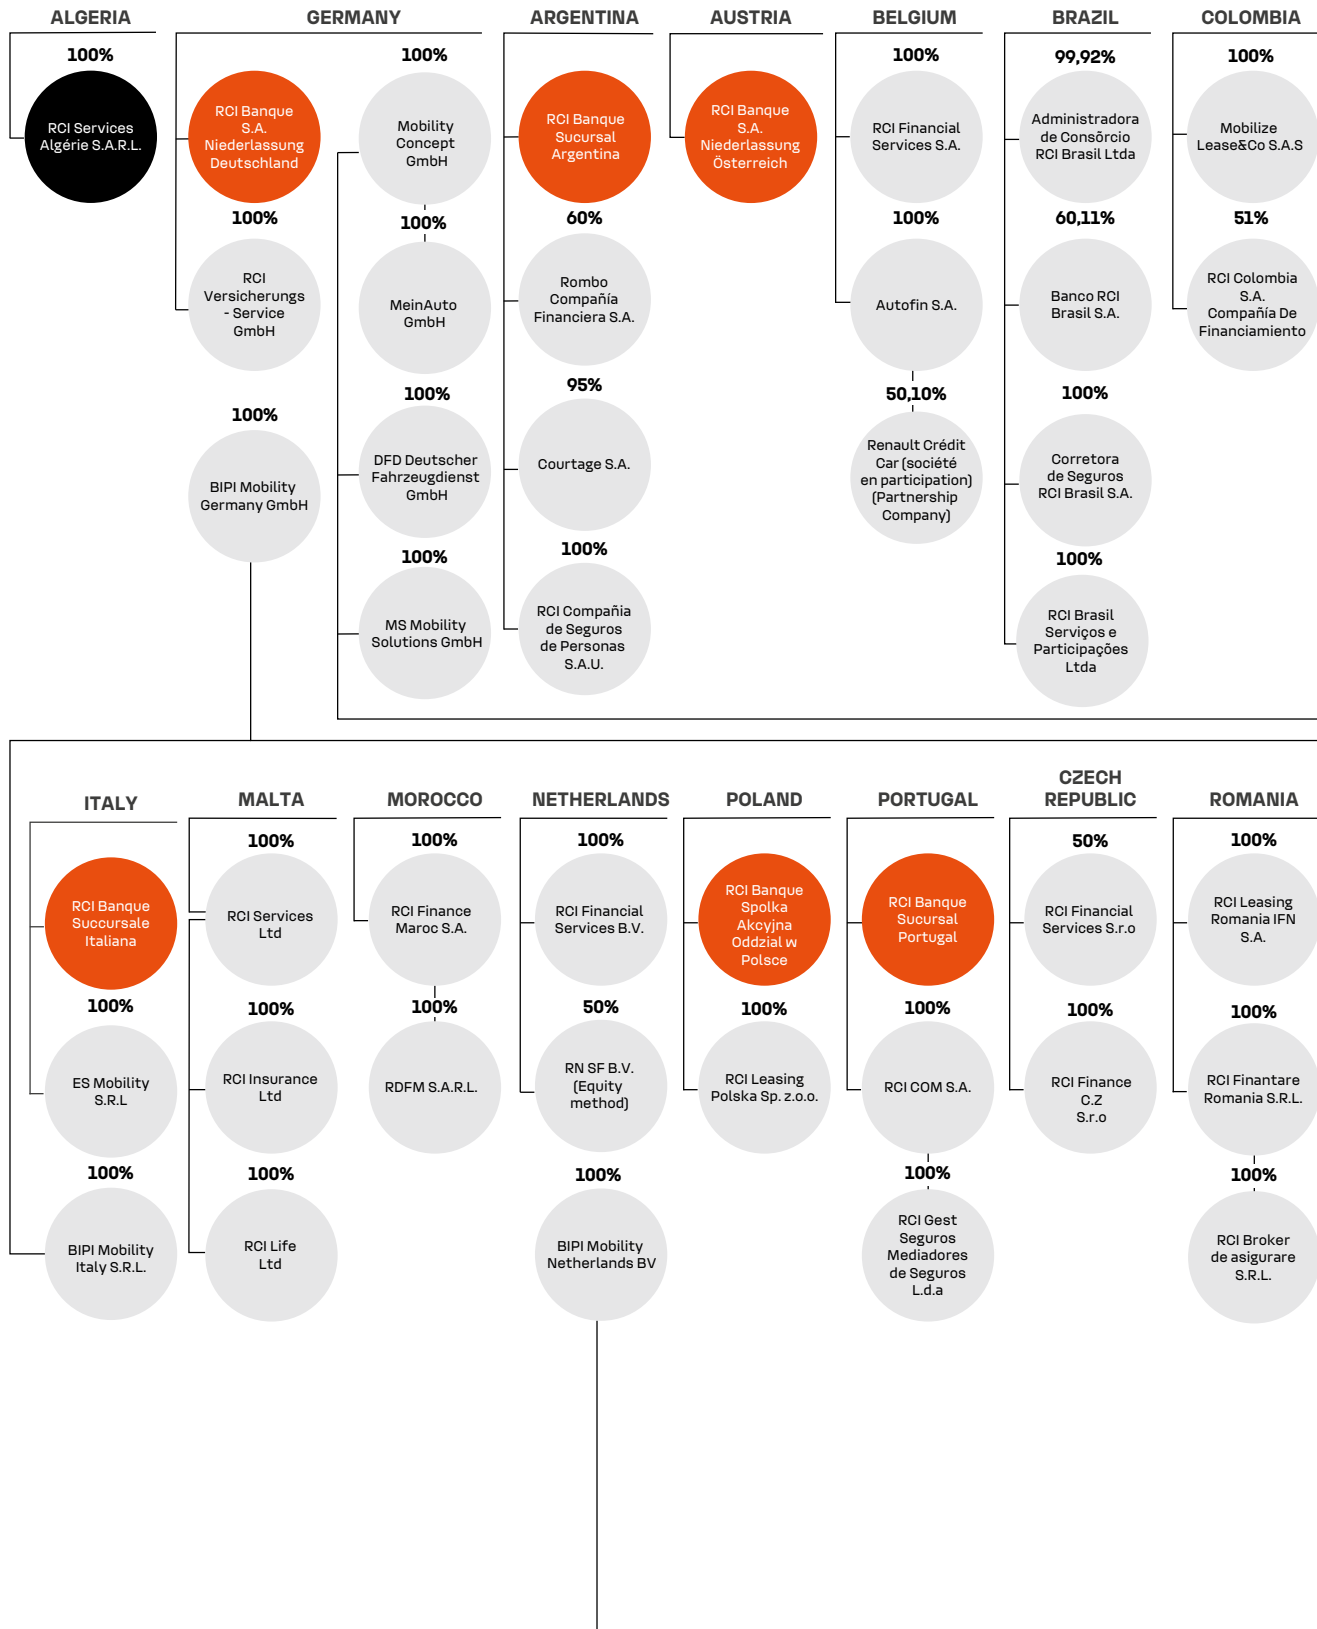 ALGERIA
100%
RCI Services
Algérie S.A.R.L.
GERMANY
RCI Banque
S.A.
Niederlassung
Deutschland
100%
RCI
Versicherungs
- Service
GmbH
100%
BIPI Mobility
Germany GmbH
100%
Mobility
Concept
GmbH
100%
MeinAuto
GmbH
100%
DFD Deutscher
Fahrzeugdienst
GmbH
100%
MS Mobility
Solutions GmbH
ARGENTINA
RCI Banque
Sucursal
Argentina
60%
Rombo
Compañía
Financiera S.A.
95%
Courtage S.A.
100%
RCI Compañia
de Seguros
de Personas
S.A.U.
AUSTRIA
RCI Banque
S.A.
Niederlassung
Österreich
BELGIUM
100%
RCI Financial
Services S.A.
100%
Autofin S.A.
50,10%
Renault Crédit
Car (société
en participation)
(Partnership
Company)
BRAZIL
99,92%
Administradora
de Consõrcio
RCI Brasil Ltda
60,11%
Banco RCI
Brasil S.A.
100%
Corretora
de Seguros
RCI Brasil S.A.
100%
RCI Brasil
Serviços e
Participações
Ltda
COLOMBIA
100%
Mobilize
Lease&Co S.A.S
51%
RCI Colombia
S.A.
Compañía De
Financiamiento
ITALY
RCI Banque
Succursale
Italiana
100%
ES Mobility
S.R.L
100%
BIPI Mobility
Italy S.R.L.
MALTA
100%
RCI Services
Ltd
100%
RCI Insurance
Ltd
100%
RCI Life
Ltd
MOROCCO
100%
RCI Finance
Maroc S.A.
100%
RDFM S.A.R.L.
NETHERLANDS
100%
RCI Financial
Services B.V.
50%
RN SF B.V.
(Equity
method)
100%
BIPI Mobility
Netherlands BV
POLAND
RCI Banque
Spolka
Akcyjna
Oddzial w
Polsce
100%
RCI Leasing
Polska Sp. z.o.o.
PORTUGAL
RCI Banque
Sucursal
Portugal
100%
RCI COM S.A.
100%
RCI Gest
Seguros
Mediadores
de Seguros
L.d.a
CZECH
REPUBLIC
50%
RCI Financial
Services S.r.o
100%
RCI Finance
C.Z
S.r.o
ROMANIA
100%
RCI Leasing
Romania IFN
S.A.
100%
RCI Finantare
Romania S.R.L.
100%
RCI Broker
de asigurare
S.R.L.